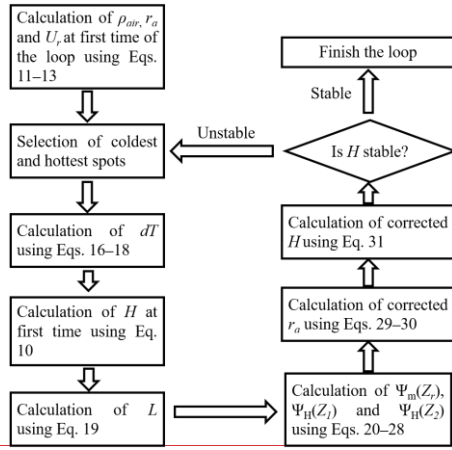 Calculation of ρair, ra
and Ur at first time of
the loop using Eqs.
11–13
Selection of coldest
and hottest spots
Calculation of dT
using Eqs. 16–18
Calculation of H at
first time using Eq.
10
Calculation of L
using Eq. 19
Calculation of Ψm(Zr),
ΨH(Z1) and ΨH(Z2)
using Eqs. 20–28
Calculation of corrected
ra using Eqs. 29–30
Calculation of corrected
H using Eq. 31
Is H stable?
Unstable
Stable
Finish the loop